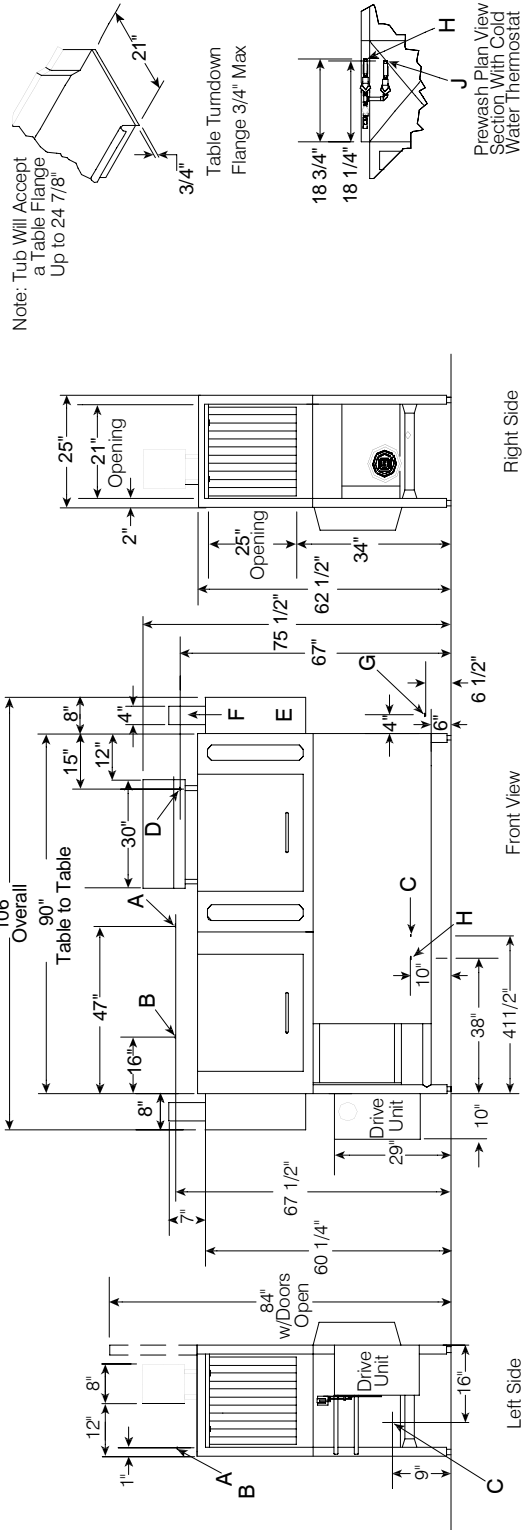 Note: Tub Will Accept
a Table Flange
Up to 24 7/8"
21"
3/4"
Table Turndown
Flange 3/4" Max
18 3/4"
18 1/4"
H
J
Prewash Plan View
Section With Cold
Water Thermostat
25"
21"
Opening
2"
25"
Opening
34"
62 1/2"
Right Side
106"
Overall
90"
Table to Table
8"
4"
15"
12"
30"
47"
16"
8"
7"
A
B
D
F
E
75 1/2"
67"
67 1/2"
60 1/4"
G
4"
6"
6 1/2"
C
H
10"
38"
41 1/2"
Drive
Unit
29"
10"
Front View
84"
w/Doors
Open
8"
12"
1"
A
B
Drive
Unit
16"
9"
C
Left Side